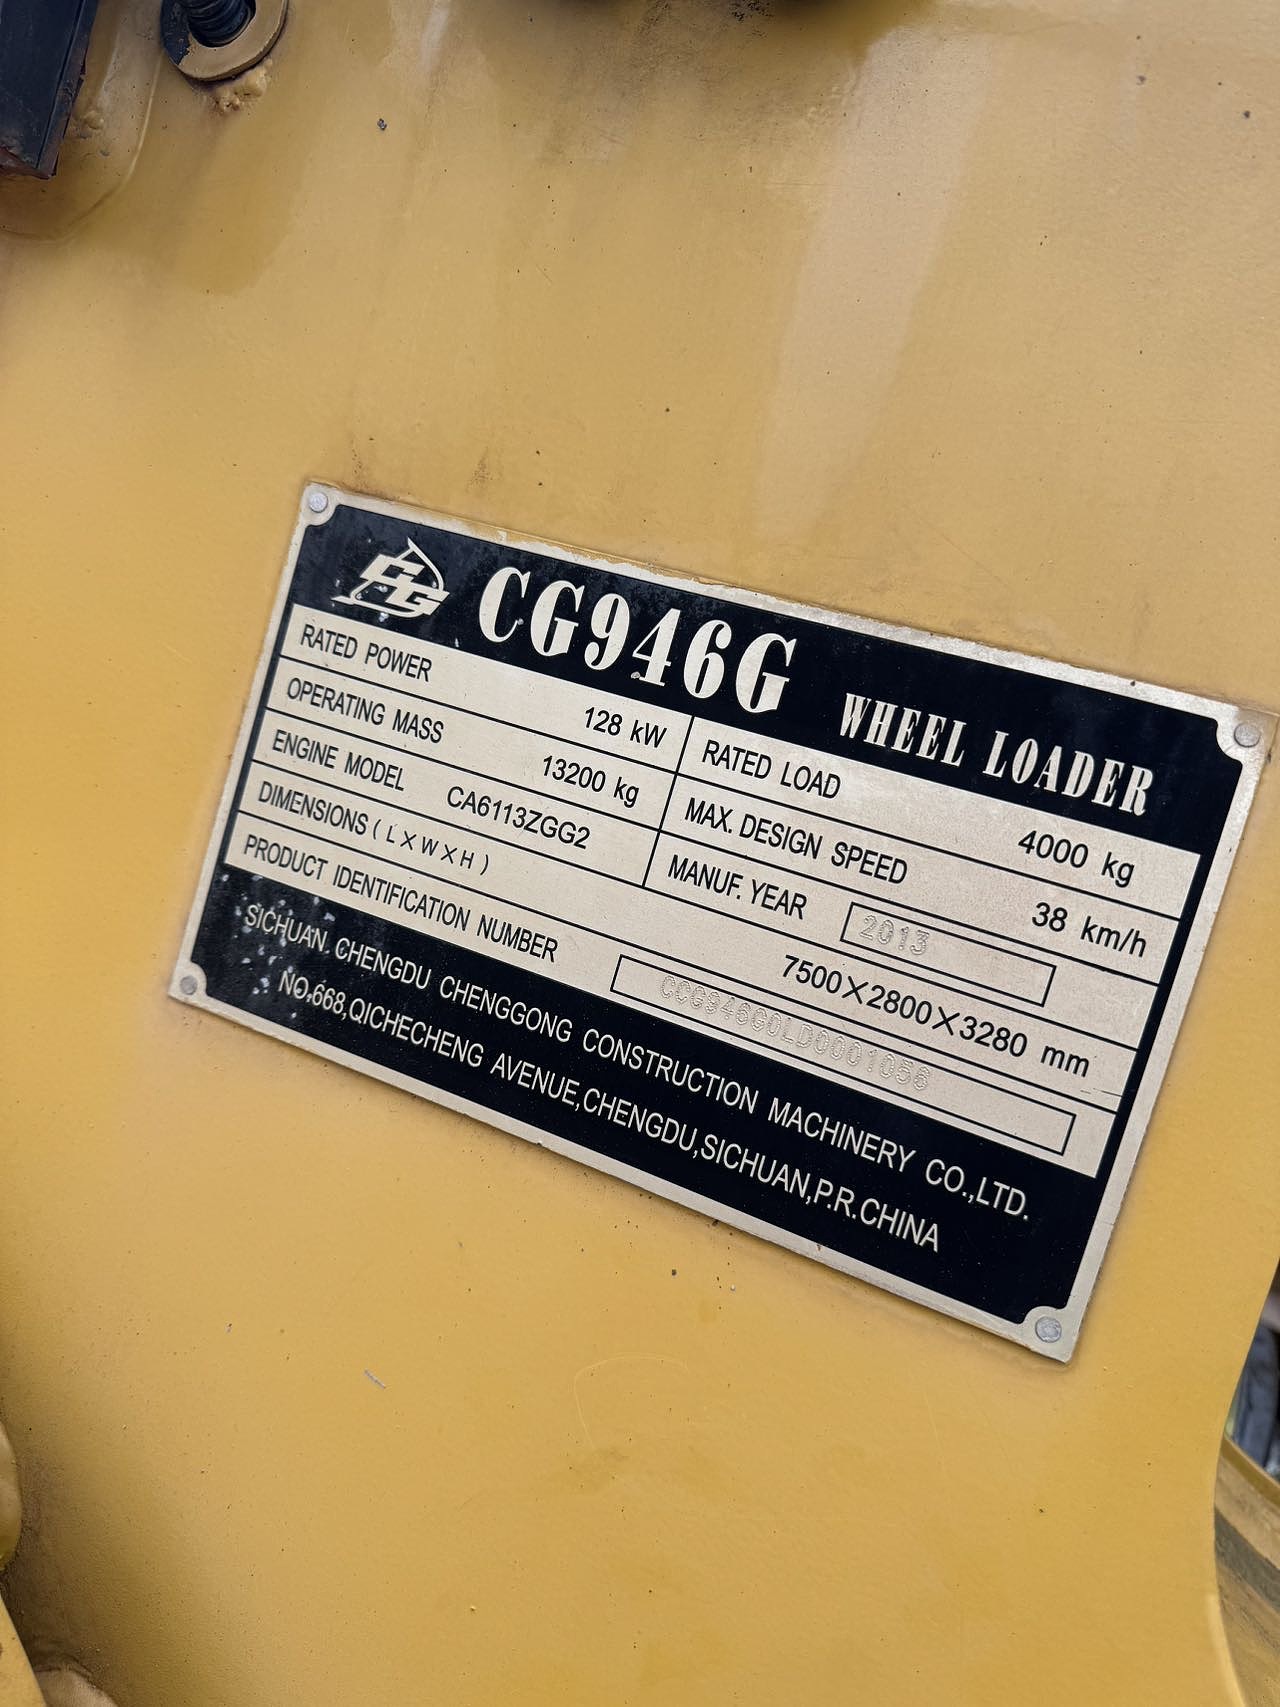 CG CG946G WHEEL LOADER
RATED POWER 128 kW RATED LOAD 4000 kg
OPERATING MASS 13200 kg MAX. DESIGN SPEED 38 km/h
ENGINE MODEL CA6113ZGG2 MANUF. YEAR 2013
DIMENSIONS ( L×W×H ) 7500×2800×3280 mm
PRODUCT IDENTIFICATION NUMBER CCG946G0LD0001056
SICHUAN CHENGDU CHENGGONG CONSTRUCTION MACHINERY CO.,LTD.
NO.668,QICHECHENG AVENUE,CHENGDU,SICHUAN,P.R.CHINA